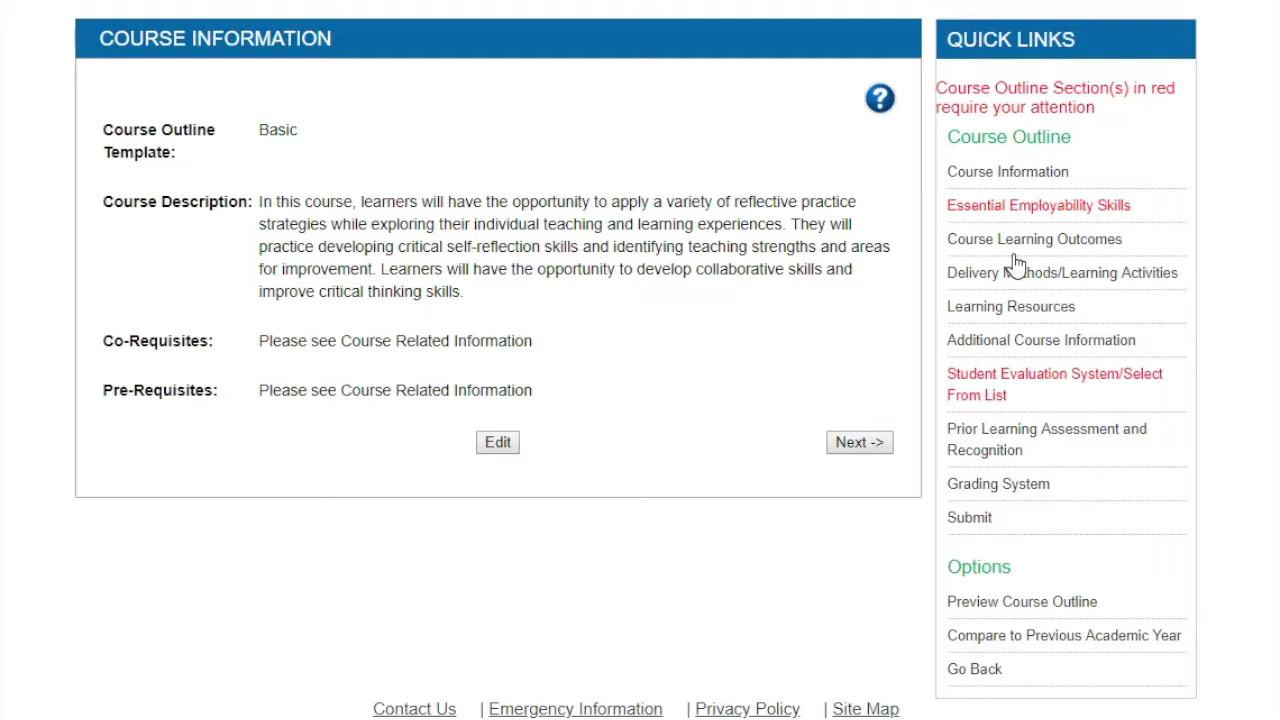 COURSE INFORMATION
?
Course Outline Template:
Basic
Course Description:
In this course, learners will have the opportunity to apply a variety of reflective practice
strategies while exploring their individual teaching and learning experiences. They will
practice developing critical self-reflection skills and identifying teaching strengths and areas
for improvement. Learners will have the opportunity to develop collaborative skills and
improve critical thinking skills.
Co-Requisites:
Please see Course Related Information
Pre-Requisites:
Please see Course Related Information
Edit
Next ->
QUICK LINKS
Course Outline Section(s) in red
require your attention
Course Outline
Course Information
Essential Employability Skills
Course Learning Outcomes
Delivery Methods/Learning Activities
Learning Resources
Additional Course Information
Student Evaluation System/Select
From List
Prior Learning Assessment and
Recognition
Grading System
Submit
Options
Preview Course Outline
Compare to Previous Academic Year
Go Back
Contact Us | Emergency Information | Privacy Policy | Site Map